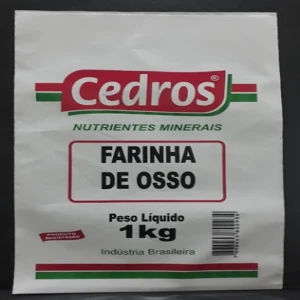 Cedros®
NUTRIENTES MINERAIS
FARINHA
DE OSSO
Peso Líquido
1kg
Indústria Brasileira